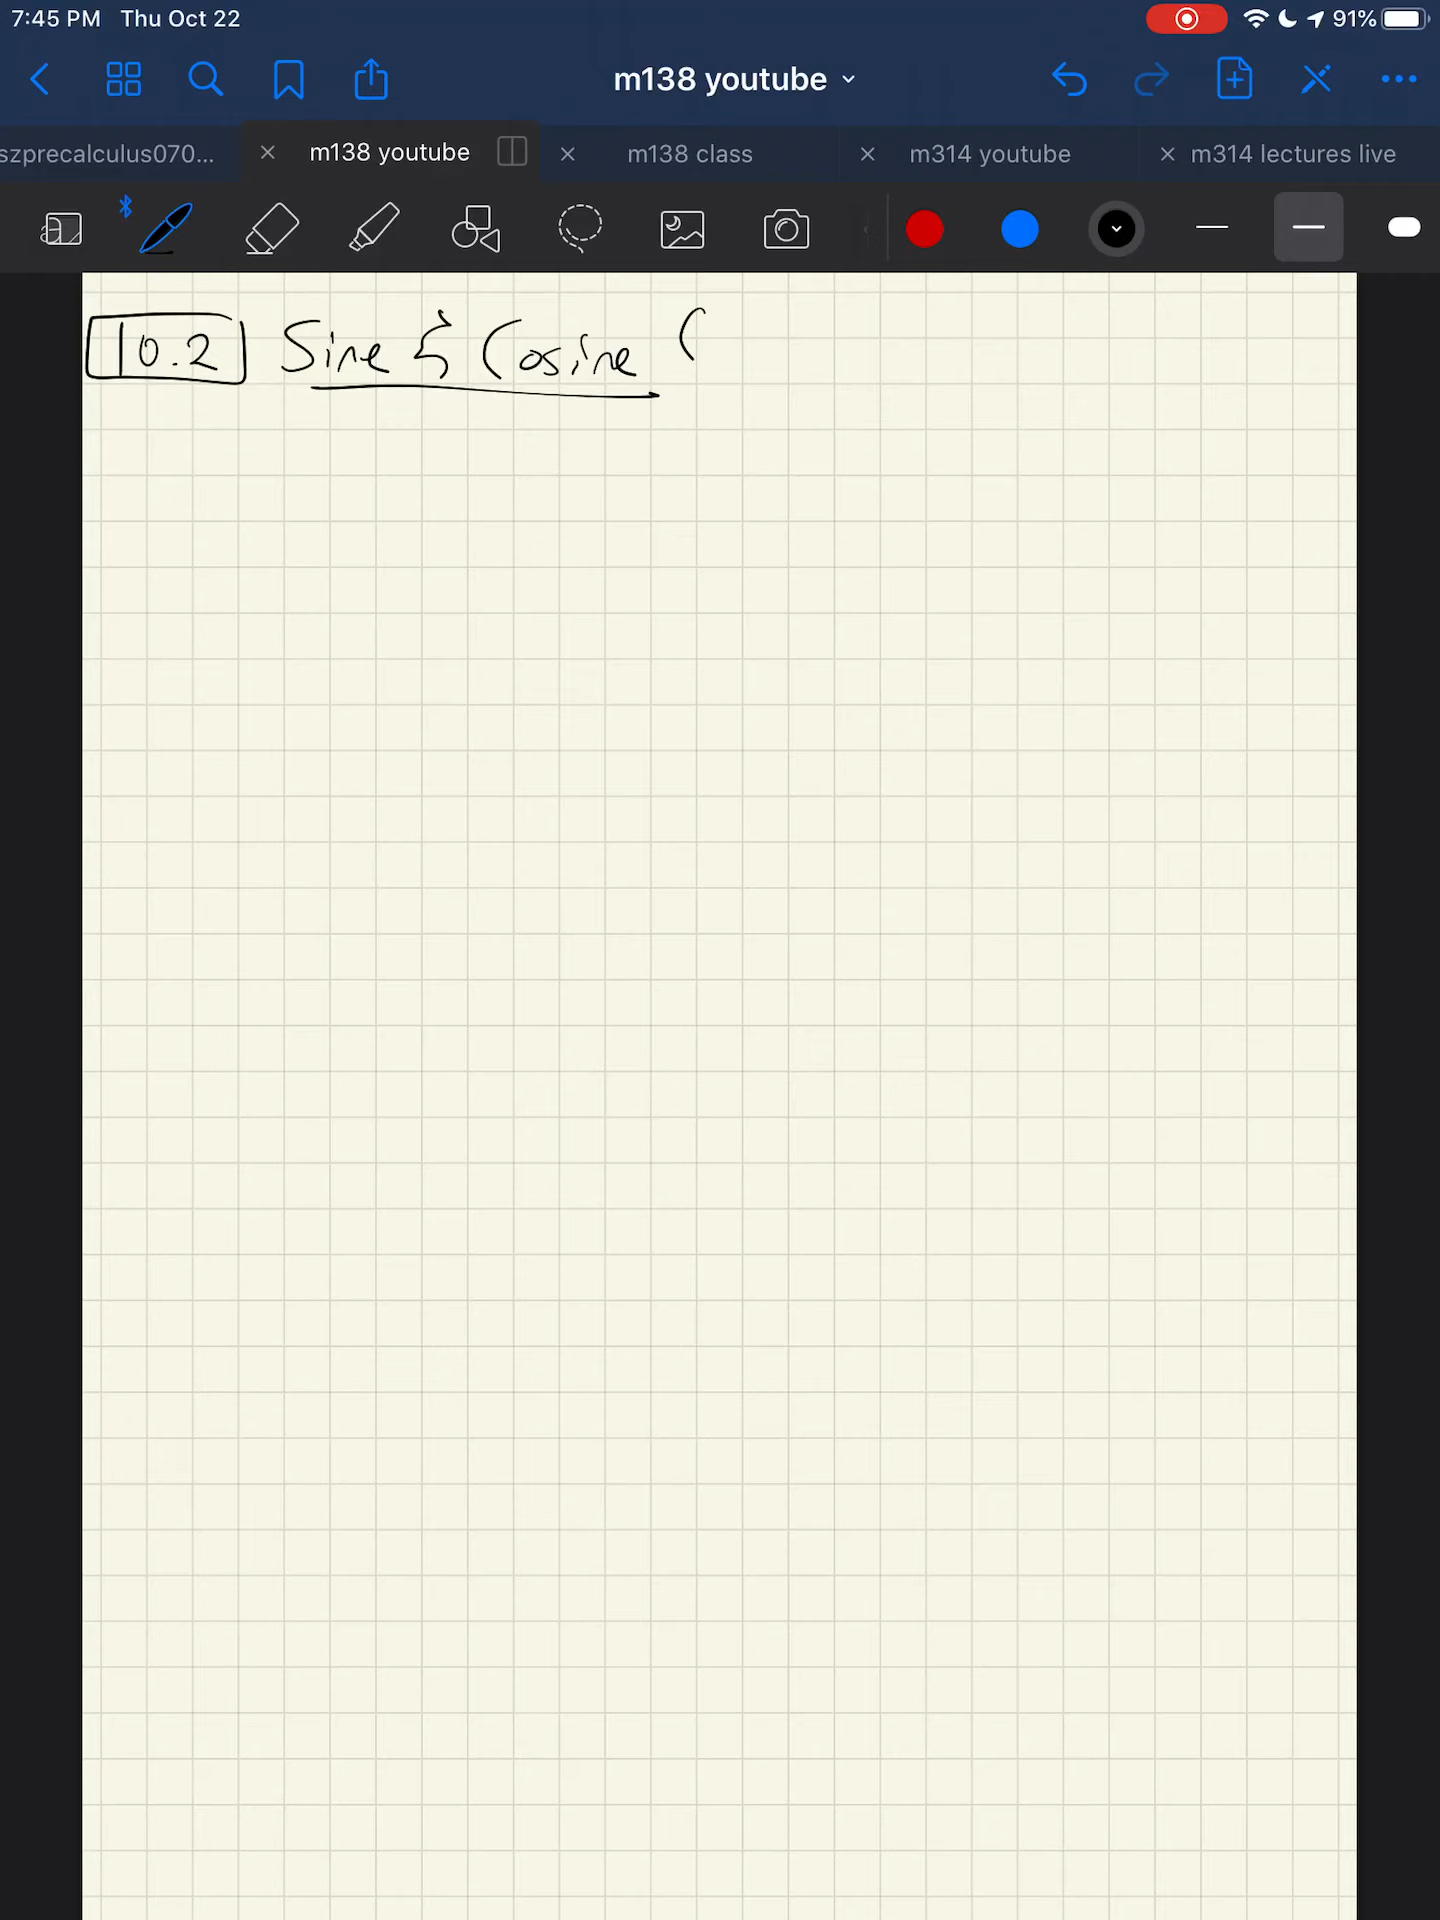 7:45 PM Thu Oct 22 91%
m138 youtube
szprecalculus070... m138 youtube m138 class m314 youtube m314 lectures live
10.2 Sine & Cosine (